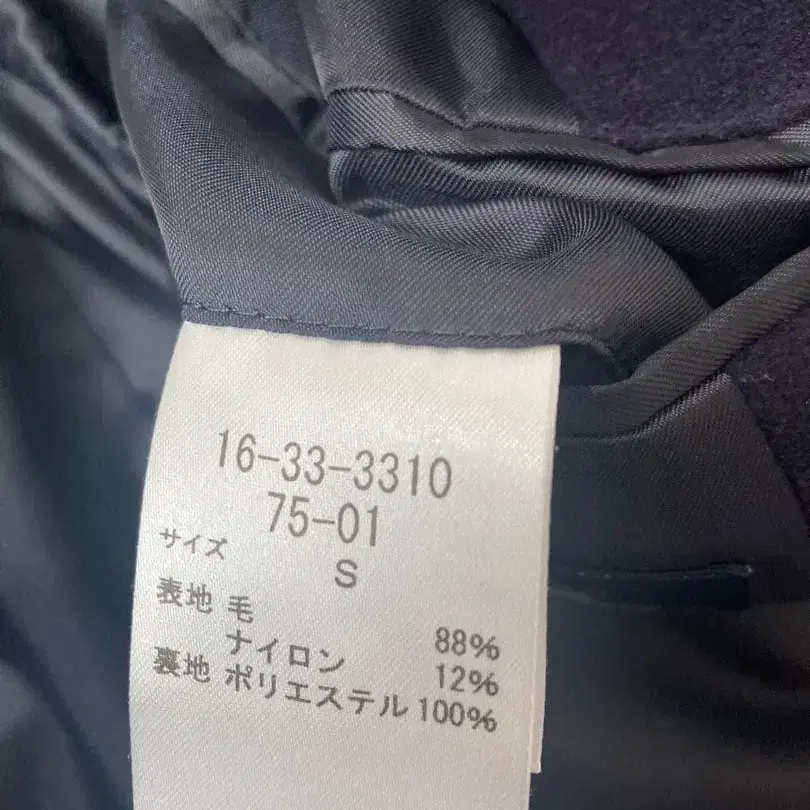 16-33-3310
75-01
サイズ
S
表地 毛 88%
ナイロン 12%
裏地 ポリエステル 100%